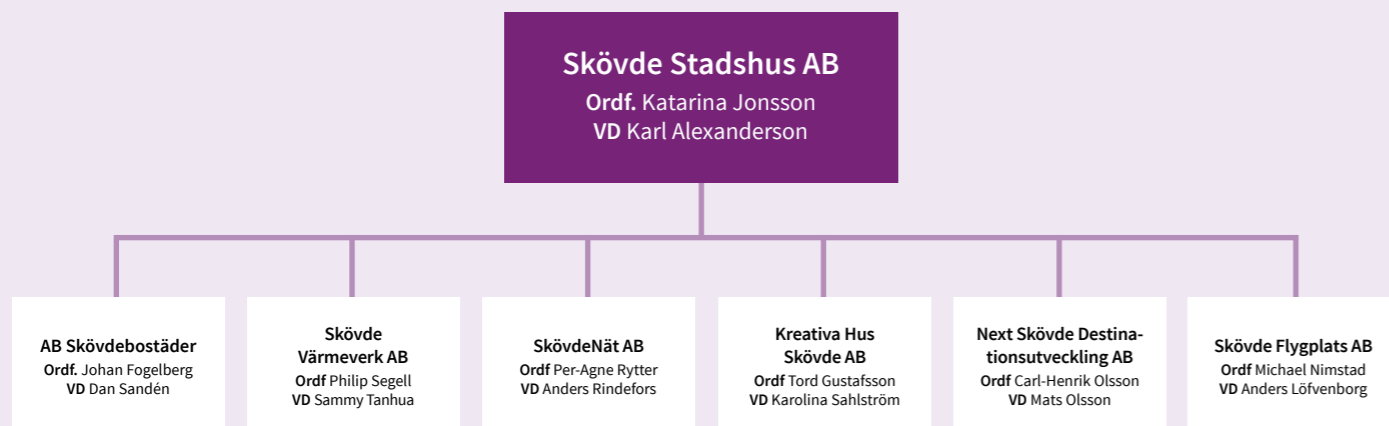 Skövde Stadshus AB
Ordf. Katarina Jonsson
VD Karl Alexanderson
AB Skövdebostäder
Ordf. Johan Fogelberg
VD Dan Sandén
Skövde
Värmeverk AB
Ordf Philip Segell
VD Sammy Tanhua
SkövdeNät AB
Ordf Per-Agne Rytter
VD Anders Rindefors
Kreativa Hus
Skövde AB
Ordf Tord Gustafsson
VD Karolina Sahlström
Next Skövde Destina-
tionsutveckling AB
Ordf Carl-Henrik Olsson
VD Mats Olsson
Skövde Flygplats AB
Ordf Michael Nimstad
VD Anders Löfvenborg